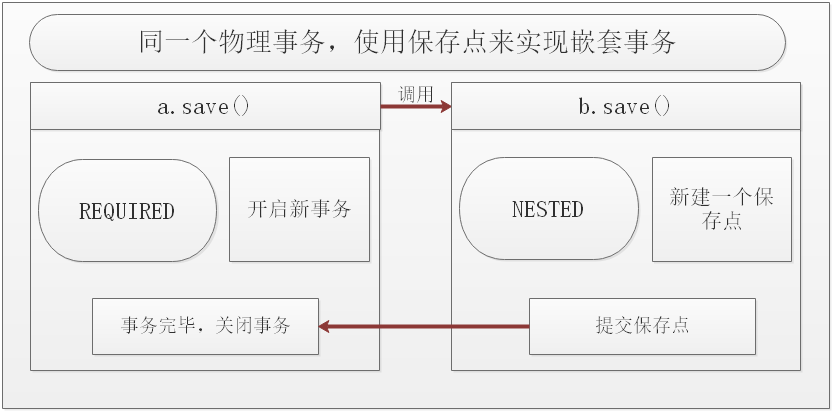 同一个物理事务，使用保存点来实现嵌套事务
a.save()
调用
b.save()
REQUIRED
开启新事务
NESTED
新建一个保
存点
事务完毕，关闭事务
提交保存点